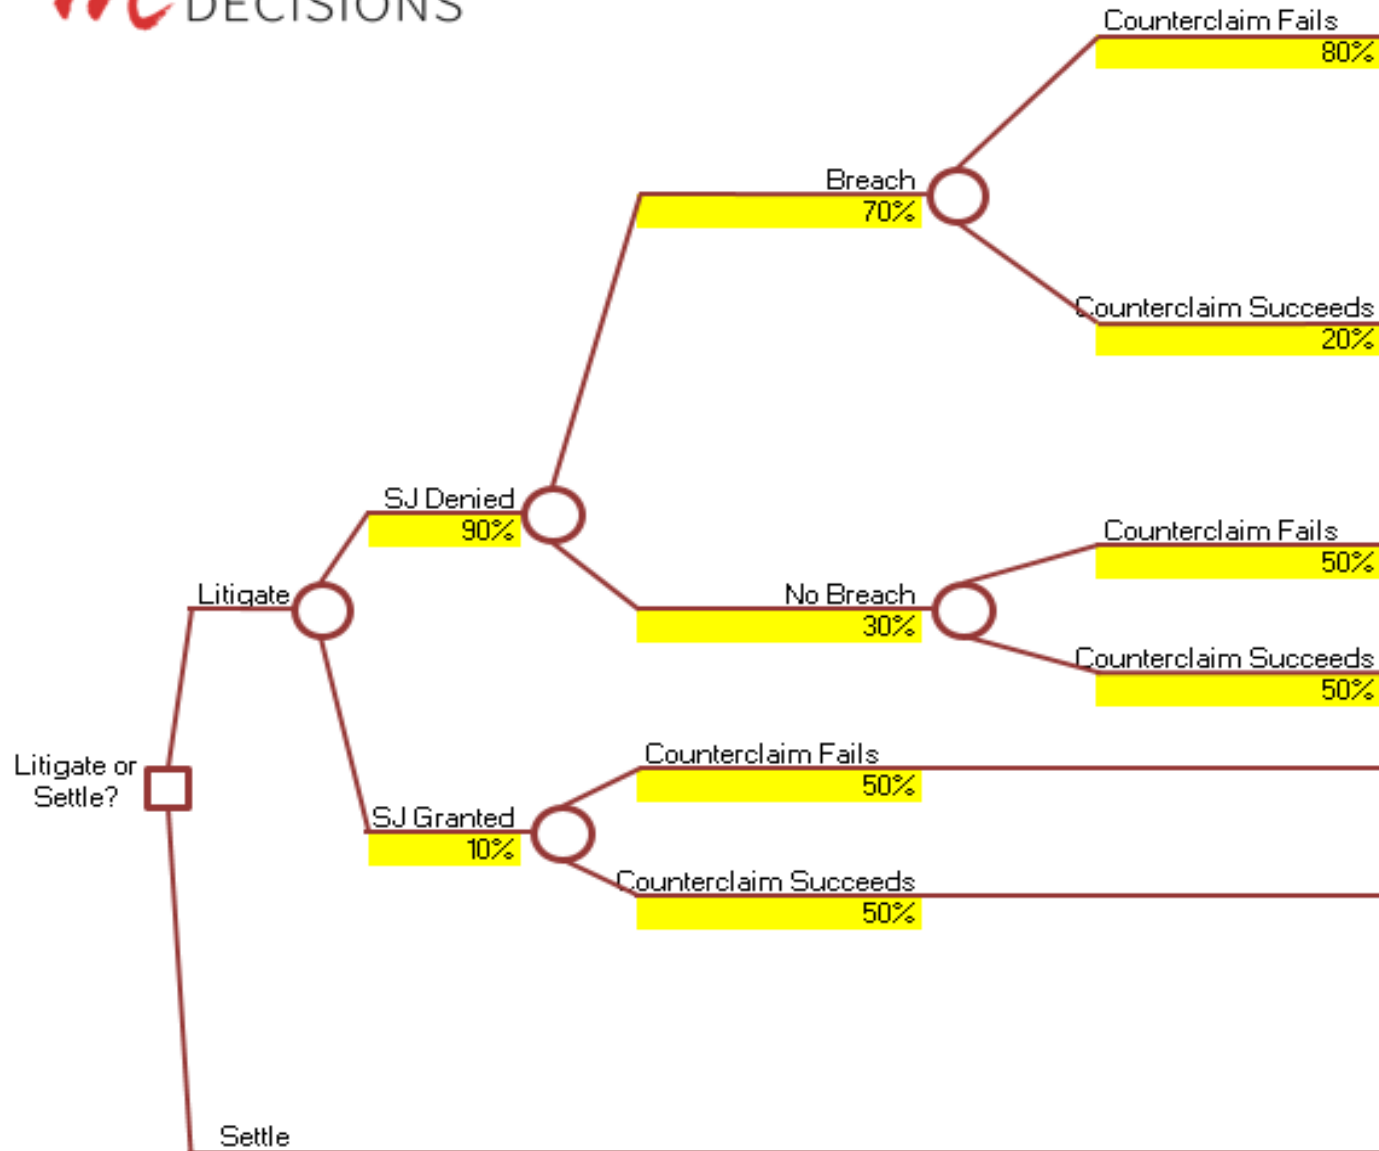 DECISIONS
Counterclaim Fails
80%
Breach
70%
Counterclaim Succeeds
20%
SJ Denied
90%
Counterclaim Fails
50%
Litigate
No Breach
30%
Counterclaim Succeeds
50%
Litigate or
Settle?
Counterclaim Fails
50%
SJ Granted
10%
Counterclaim Succeeds
50%
Settle